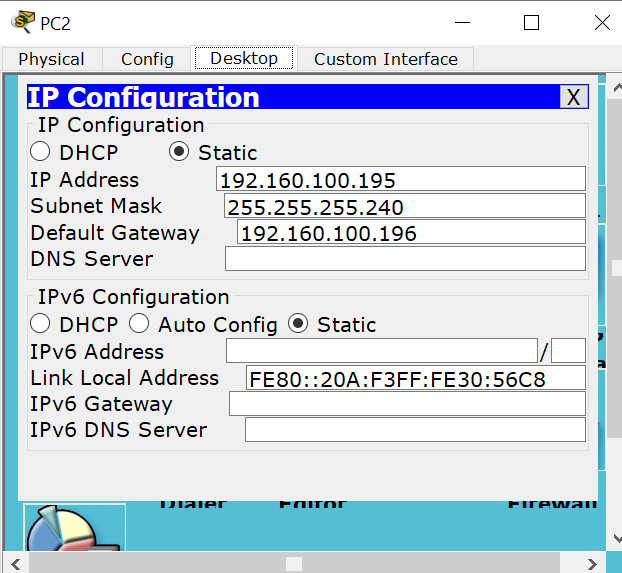 PC2
Physical Config Desktop Custom Interface
IP Configuration X
IP Configuration
DHCP Static
IP Address 192.160.100.195
Subnet Mask 255.255.255.240
Default Gateway 192.160.100.196
DNS Server
IPv6 Configuration
DHCP Auto Config Static
IPv6 Address /
Link Local Address FE80::20A:F3FF:FE30:56C8
IPv6 Gateway
IPv6 DNS Server
Dialer Editor Firewall